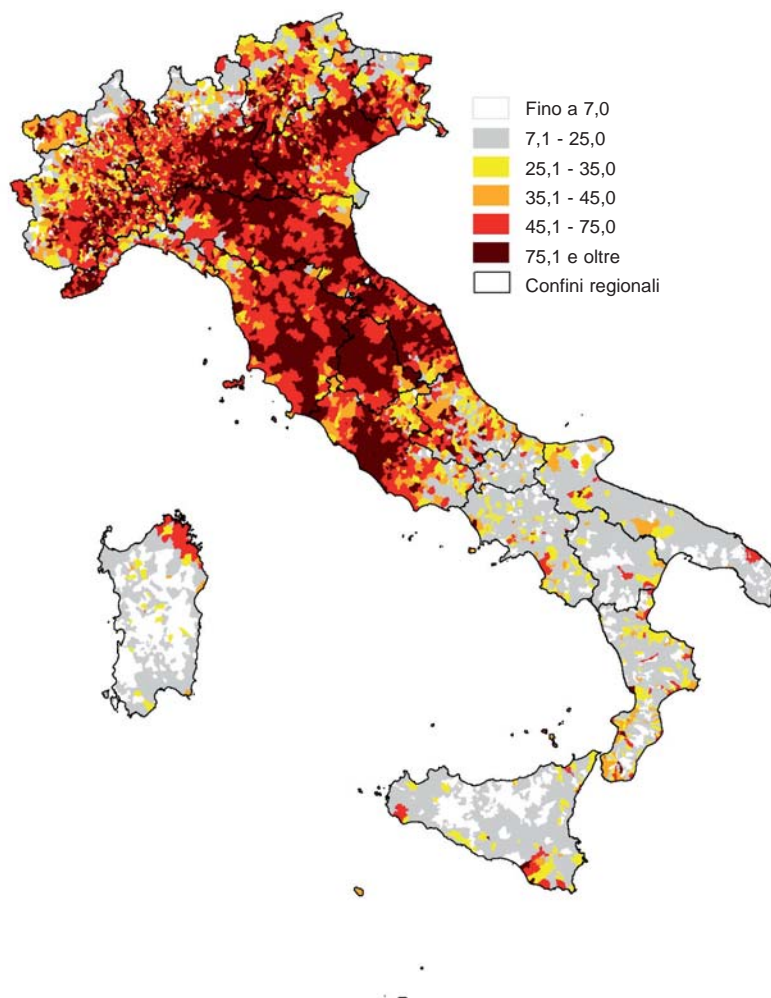 Fino a 7,0
7,1 - 25,0
25,1 - 35,0
35,1 - 45,0
45,1 - 75,0
75,1 e oltre
Confini regionali